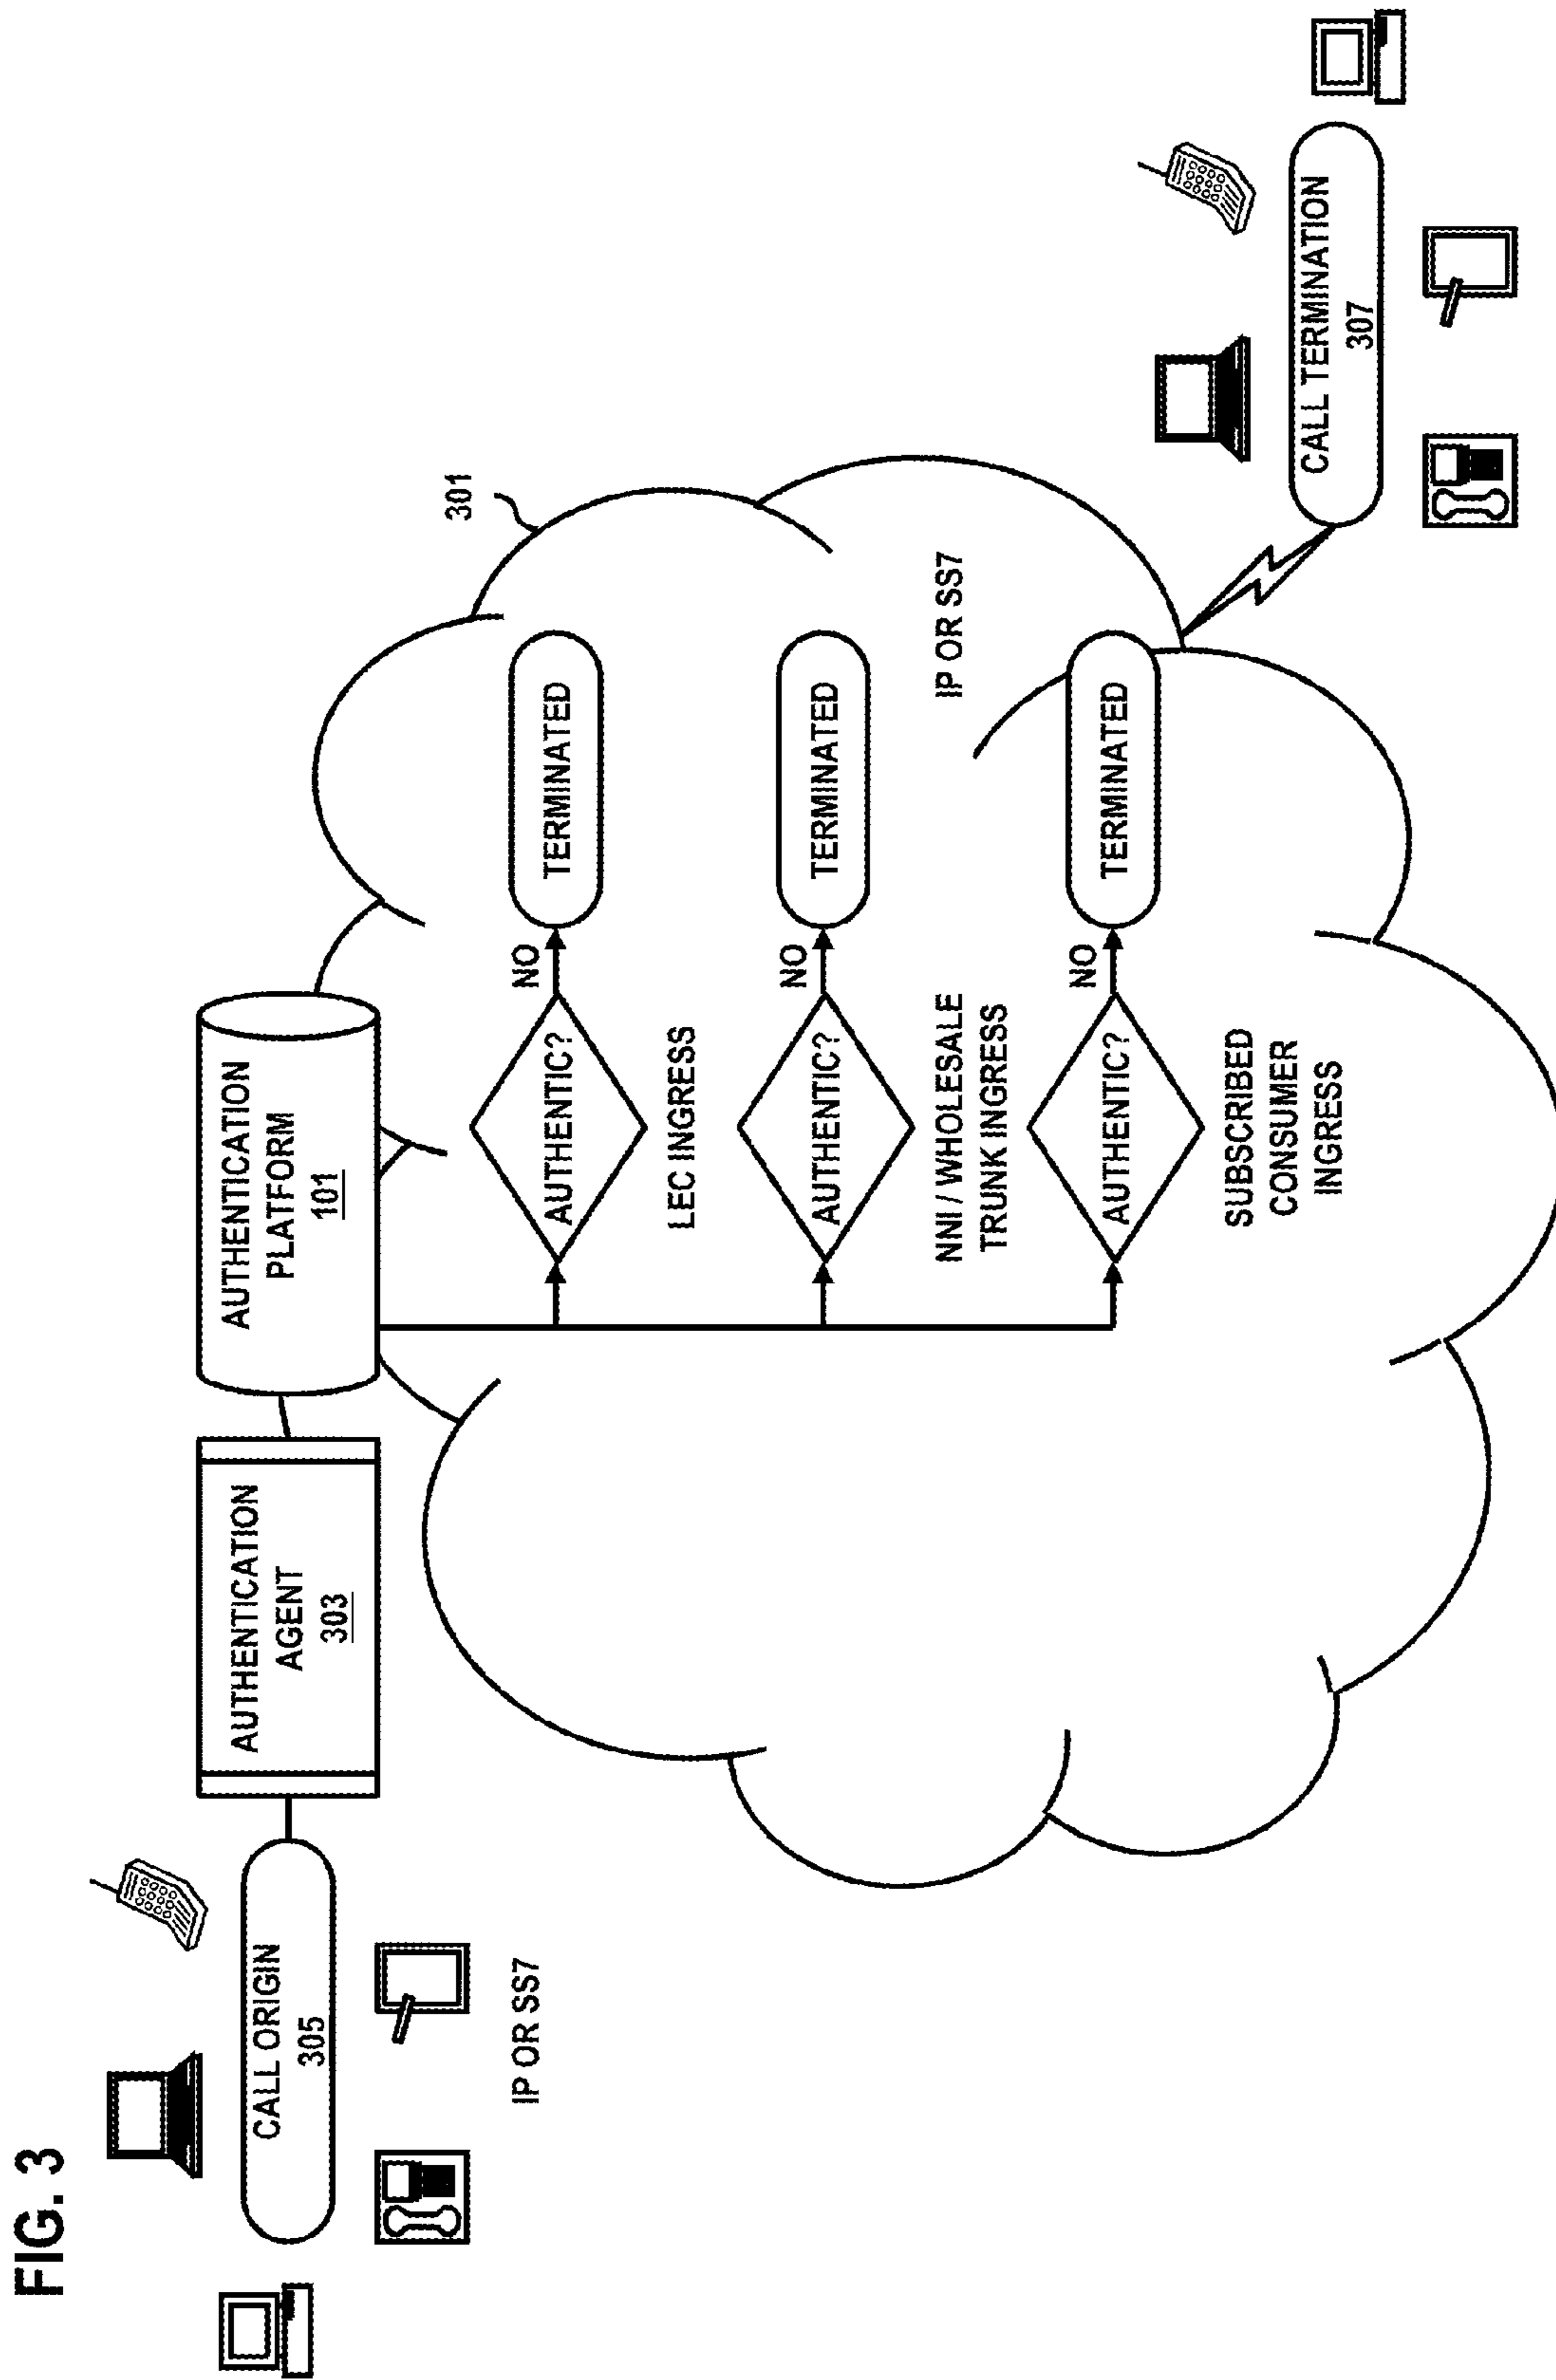 FIG. 3
CALL ORIGIN
305
IP OR SS7
AUTHENTICATION
AGENT
303
AUTHENTICATION
PLATFORM
101
301
AUTHENTIC?
NO
TERMINATED
LEC INGRESS
AUTHENTIC?
NO
TERMINATED
NNI / WHOLESALE
TRUNK INGRESS
IP OR SS7
AUTHENTIC?
NO
TERMINATED
SUBSCRIBED
CONSUMER
INGRESS
CALL TERMINATION
307